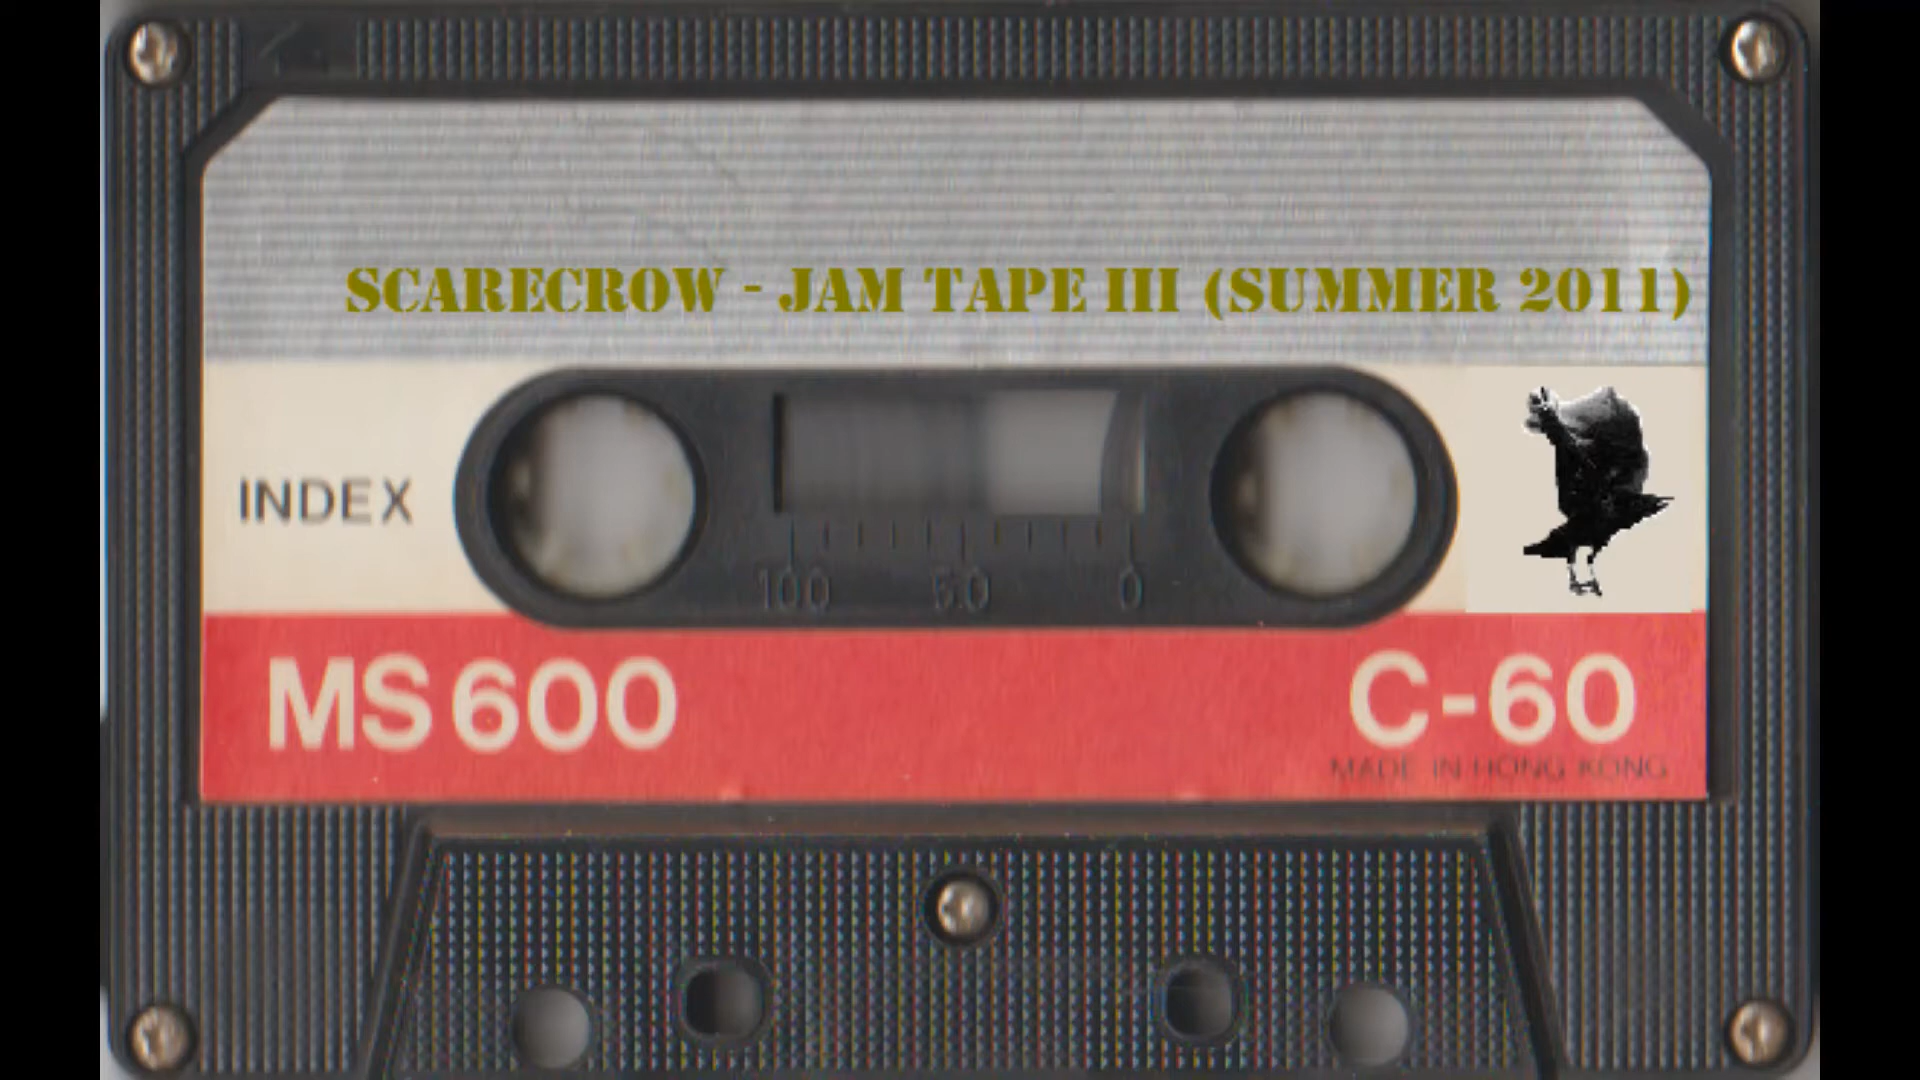 SCARECROW - JAM TAPE III (SUMMER 2011)
INDEX
100 50 0
MS 600
C-60
MADE IN HONG KONG